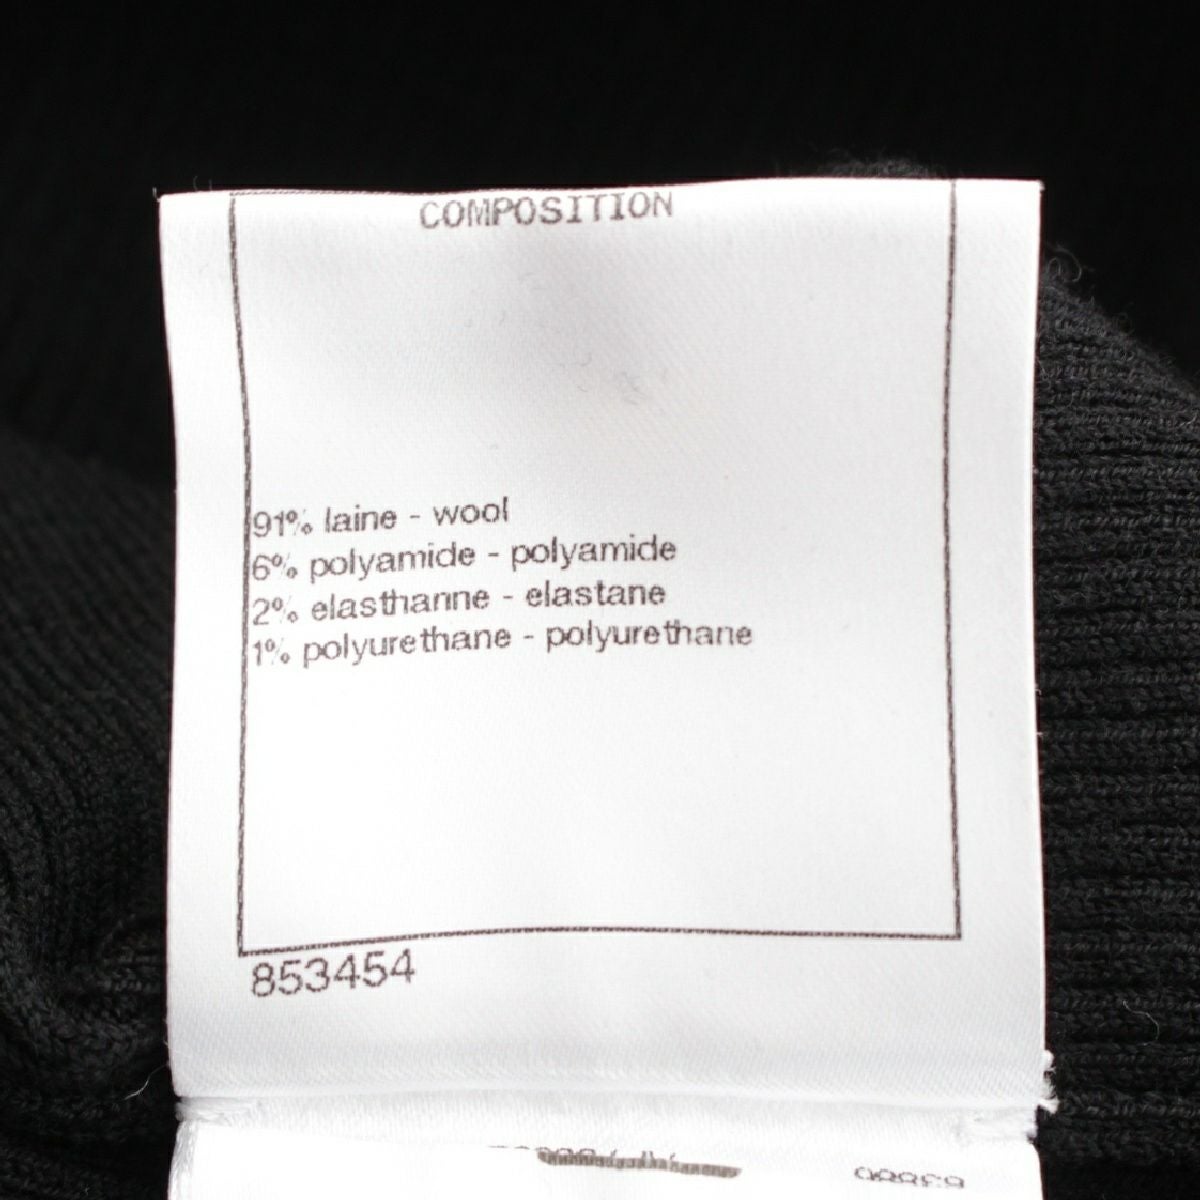 COMPOSITION
91% laine - wool
6% polyamide - polyamide
2% elasthanne - elastane
1% polyurethane - polyurethane
853454